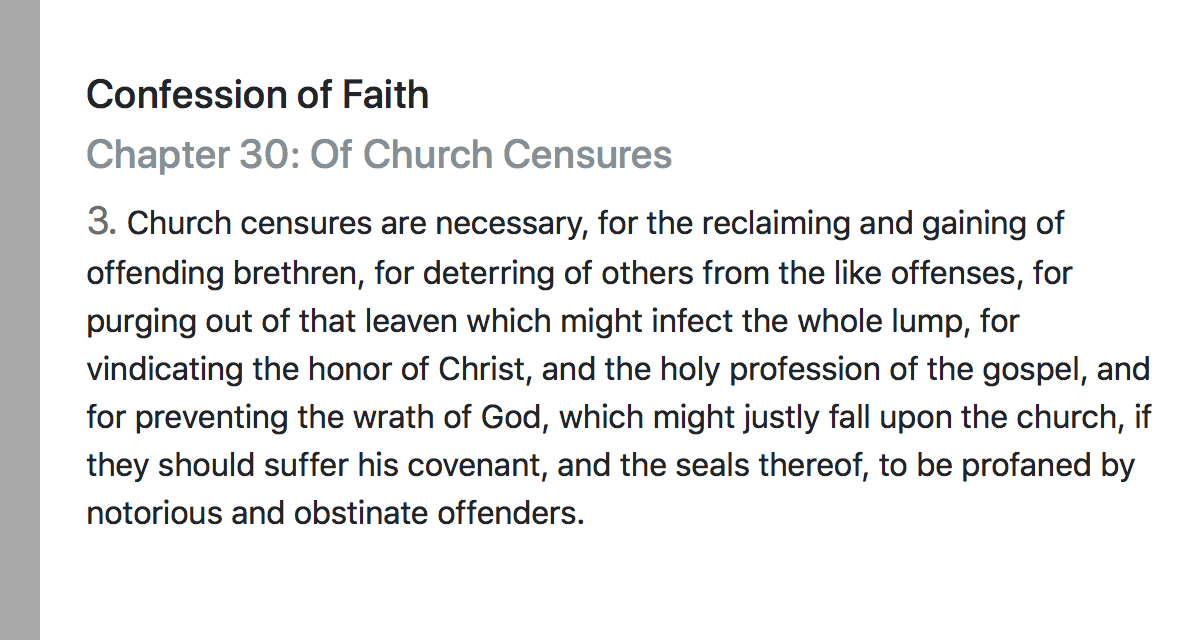 Confession of Faith
Chapter 30: Of Church Censures
3. Church censures are necessary, for the reclaiming and gaining of
offending brethren, for deterring of others from the like offenses, for
purging out of that leaven which might infect the whole lump, for
vindicating the honor of Christ, and the holy profession of the gospel, and
for preventing the wrath of God, which might justly fall upon the church, if
they should suffer his covenant, and the seals thereof, to be profaned by
notorious and obstinate offenders.